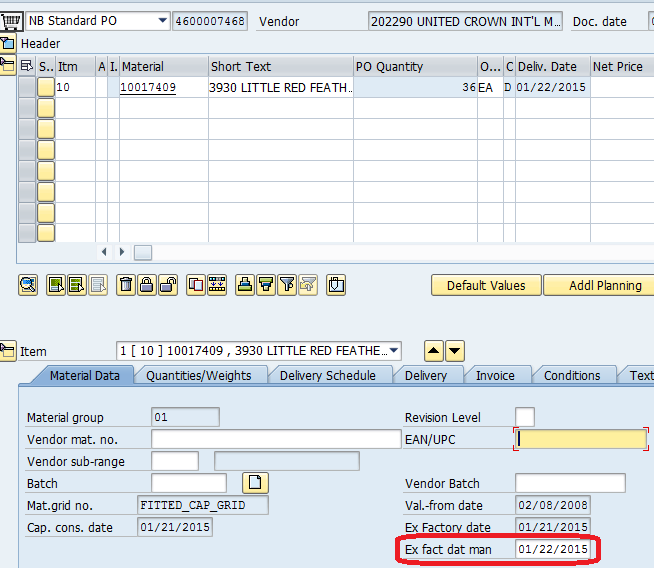 NB Standard PO 4600007468 Vendor 202290 UNITED CROWN INT'L M... Doc. date
Header
S.. Itm A I. Material Short Text PO Quantity O... C Deliv. Date Net Price
10 10017409 3930 LITTLE RED FEATH... 36 EA D 01/22/2015
Default Values Addl Planning
Item 1 [ 10 ] 10017409 , 3930 LITTLE RED FEATHE...
Material Data Quantities/Weights Delivery Schedule Delivery Invoice Conditions Text
Material group 01 Revision Level
Vendor mat. no. EAN/UPC
Vendor sub-range
Batch Vendor Batch
Mat.grid no. FITTED_CAP_GRID Val.-from date 02/08/2008
Cap. cons. date 01/21/2015 Ex Factory date 01/21/2015
Ex fact dat man 01/22/2015